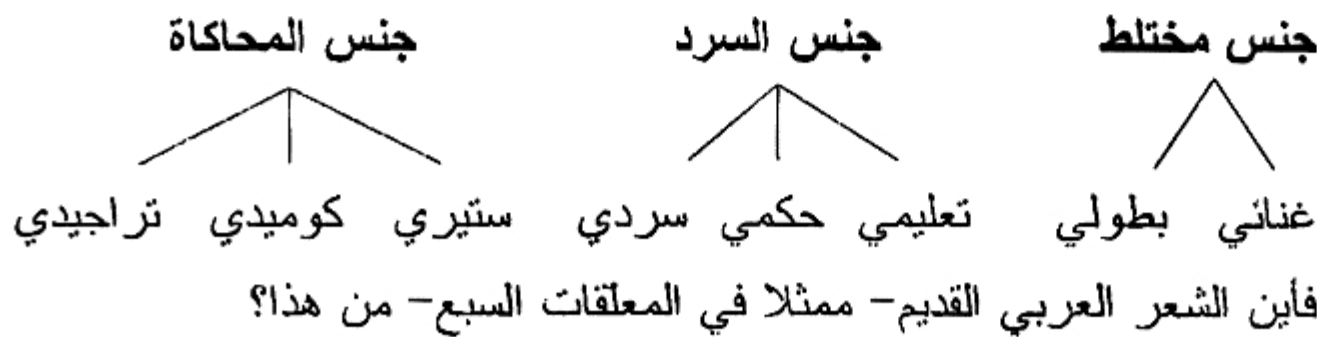 جنس مختلط جنس السرد جنس المحاكاة
غنائي بطولي تعليمي حكمي سردي ستيري كوميدي تراجيدي
فأين الشعر العربي القديم- ممثلا في المعلقات السبع- من هذا؟